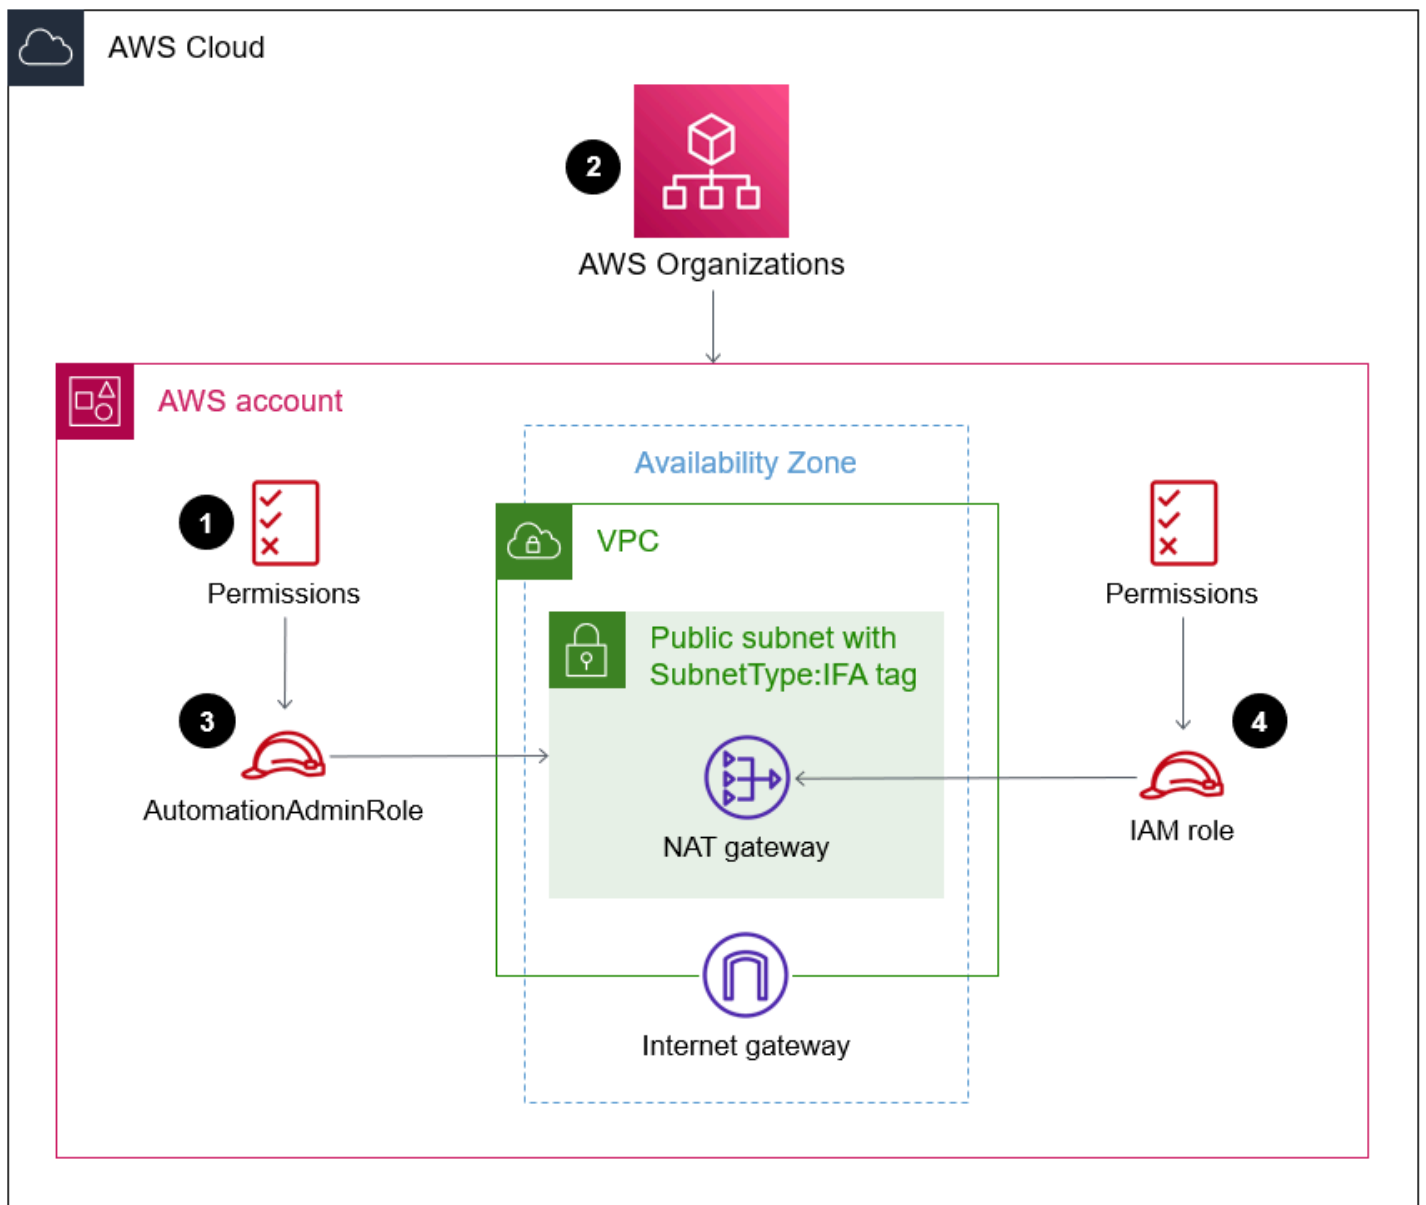 AWS Cloud
2
AWS Organizations
AWS account
Availability Zone
1
Permissions
VPC
Permissions
Public subnet with
SubnetType:IFA tag
3
4
AutomationAdminRole
NAT gateway
IAM role
Internet gateway